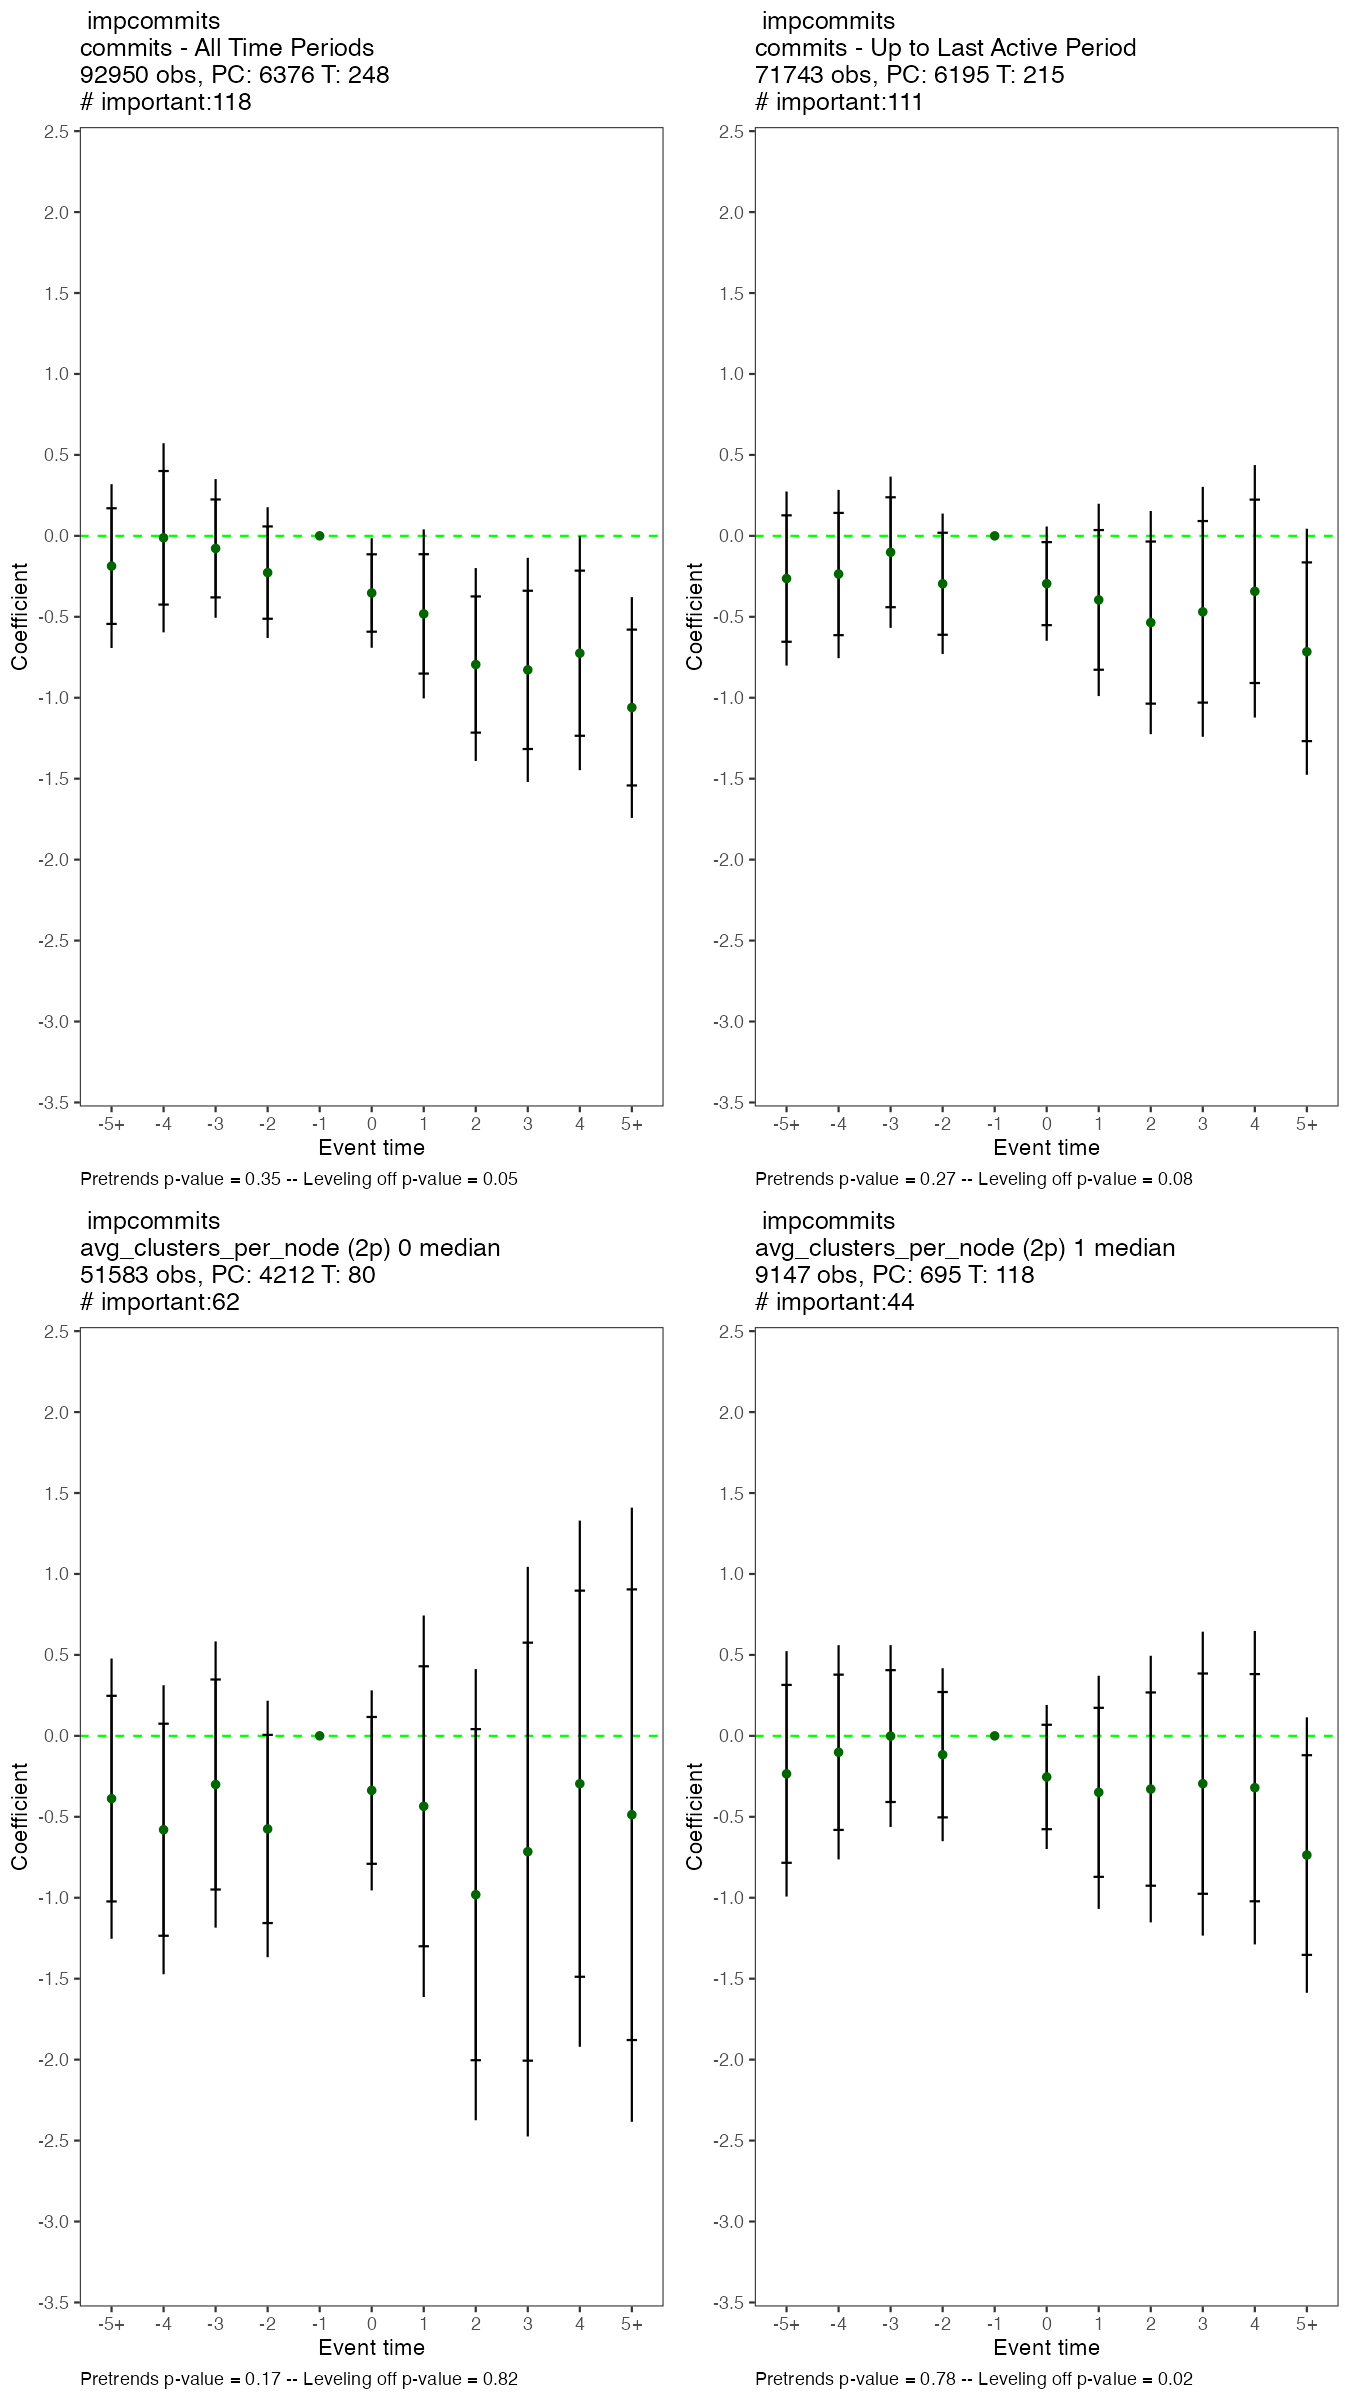 impcommits
commits - All Time Periods
92950 obs, PC: 6376 T: 248
# important:118
2.5
2.0
1.5
1.0
0.5
0.0
-0.5
-1.0
-1.5
-2.0
-2.5
-3.0
-3.5
Coefficient
-5+ -4 -3 -2 -1 0 1 2 3 4 5+
Event time
Pretrends p-value = 0.35 -- Leveling off p-value = 0.05
impcommits
commits - Up to Last Active Period
71743 obs, PC: 6195 T: 215
# important:111
2.5
2.0
1.5
1.0
0.5
0.0
-0.5
-1.0
-1.5
-2.0
-2.5
-3.0
-3.5
Coefficient
-5+ -4 -3 -2 -1 0 1 2 3 4 5+
Event time
Pretrends p-value = 0.27 -- Leveling off p-value = 0.08
impcommits
avg_clusters_per_node (2p) 0 median
51583 obs, PC: 4212 T: 80
# important:62
2.5
2.0
1.5
1.0
0.5
0.0
-0.5
-1.0
-1.5
-2.0
-2.5
-3.0
-3.5
Coefficient
-5+ -4 -3 -2 -1 0 1 2 3 4 5+
Event time
Pretrends p-value = 0.17 -- Leveling off p-value = 0.82
impcommits
avg_clusters_per_node (2p) 1 median
9147 obs, PC: 695 T: 118
# important:44
2.5
2.0
1.5
1.0
0.5
0.0
-0.5
-1.0
-1.5
-2.0
-2.5
-3.0
-3.5
Coefficient
-5+ -4 -3 -2 -1 0 1 2 3 4 5+
Event time
Pretrends p-value = 0.78 -- Leveling off p-value = 0.02